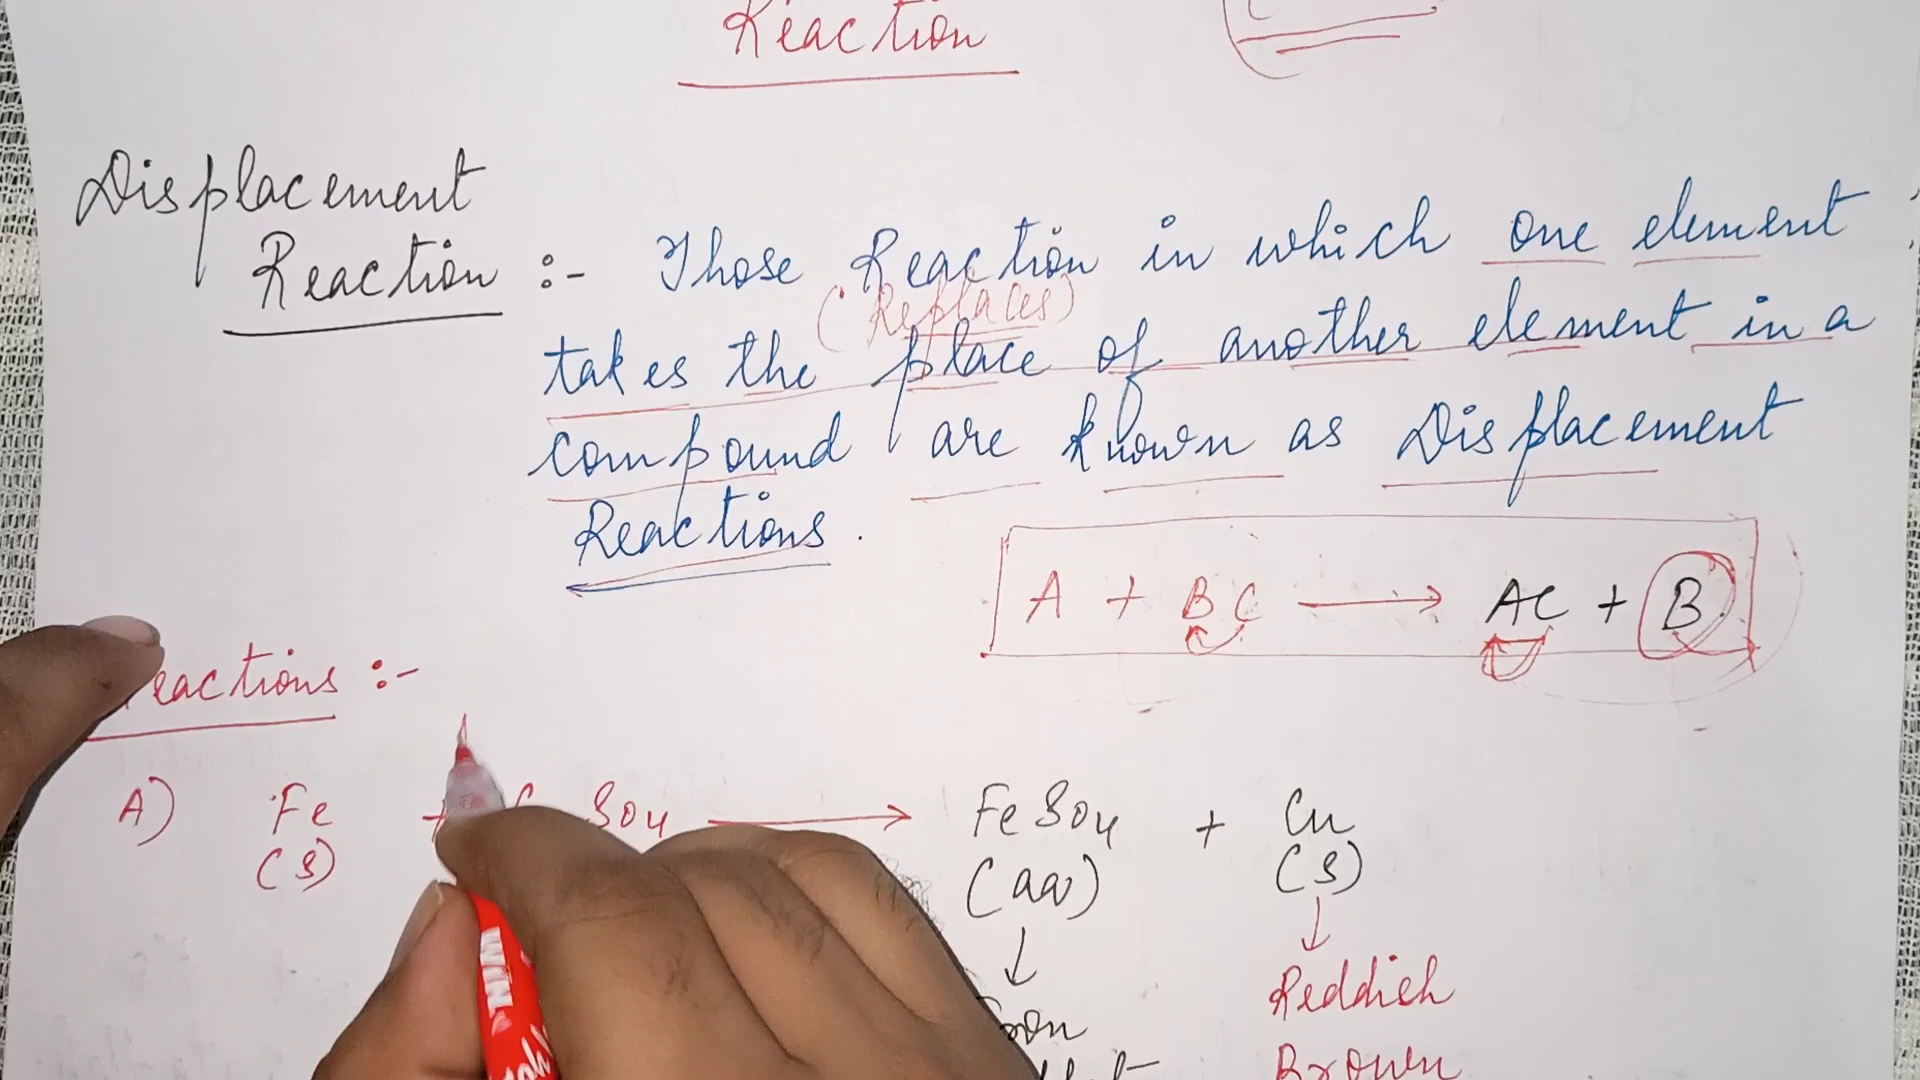 Reaction
Displacement
Reaction :- Those Reaction in which one element
(Replaces)
takes the place of another element in a
compound are known as Displacement
Reactions.
A + BC → AC + B
eactions :-
A) Fe + SO4 → FeSO4 + Cu
(s) (aq) (s)
↓ ↓
Reddish
Brown